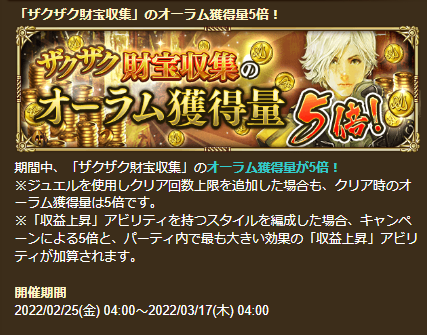 「ザクザク財宝収集」のオーラム獲得量5倍！
ザクザク財宝収集の
オーラム獲得量5倍!
期間中、「ザクザク財宝収集」のオーラム獲得量が5倍！
※ジュエルを使用しクリア回数上限を追加した場合も、クリア時のオ
ーラム獲得量は5倍です。
※「収益上昇」アビリティを持つスタイルを編成した場合、キャンペ
ーンによる5倍と、パーティ内で最も大きい効果の「収益上昇」アビリ
ティが加算されます。
開催期間
2022/02/25(金) 04:00～2022/03/17(木) 04:00